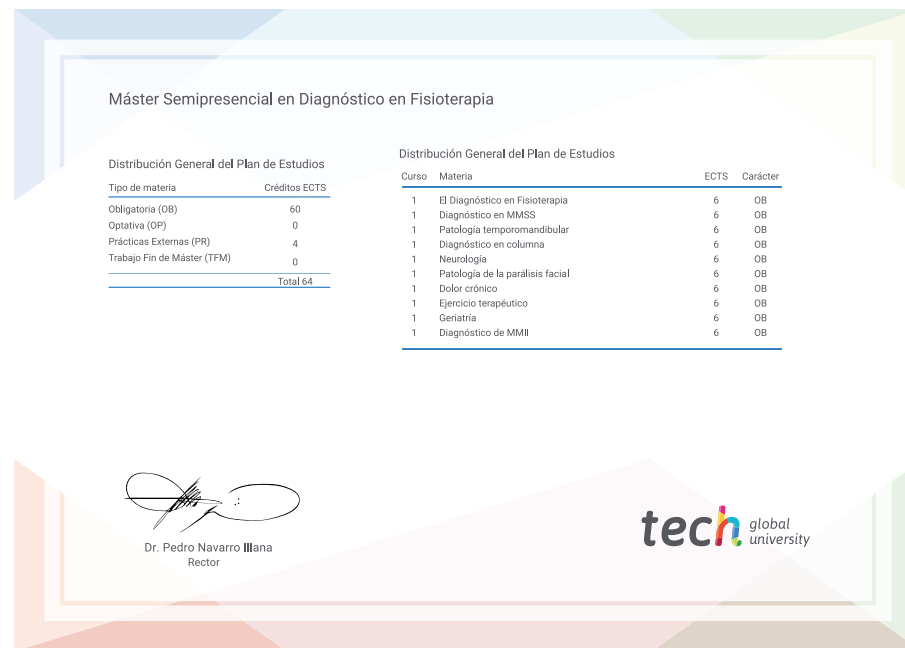 Máster Semipresencial en Diagnóstico en Fisioterapia
Distribución General del Plan de Estudios
Tipo de materia Créditos ECTS
Obligatoria (OB) 60
Optativa (OP) 0
Prácticas Externas (PR) 4
Trabajo Fin de Máster (TFM) 0
Total 64
Distribución General del Plan de Estudios
Curso Materia ECTS Carácter
1 El Diagnóstico en Fisioterapia 6 OB
1 Diagnóstico en MMSS 6 OB
1 Patología temporomandibular 6 OB
1 Diagnóstico en columna 6 OB
1 Neurología 6 OB
1 Patología de la parálisis facial 6 OB
1 Dolor crónico 6 OB
1 Ejercicio terapéutico 6 OB
1 Geriatría 6 OB
1 Diagnóstico de MMII 6 OB
Dr. Pedro Navarro Illana
Rector
tech global
university